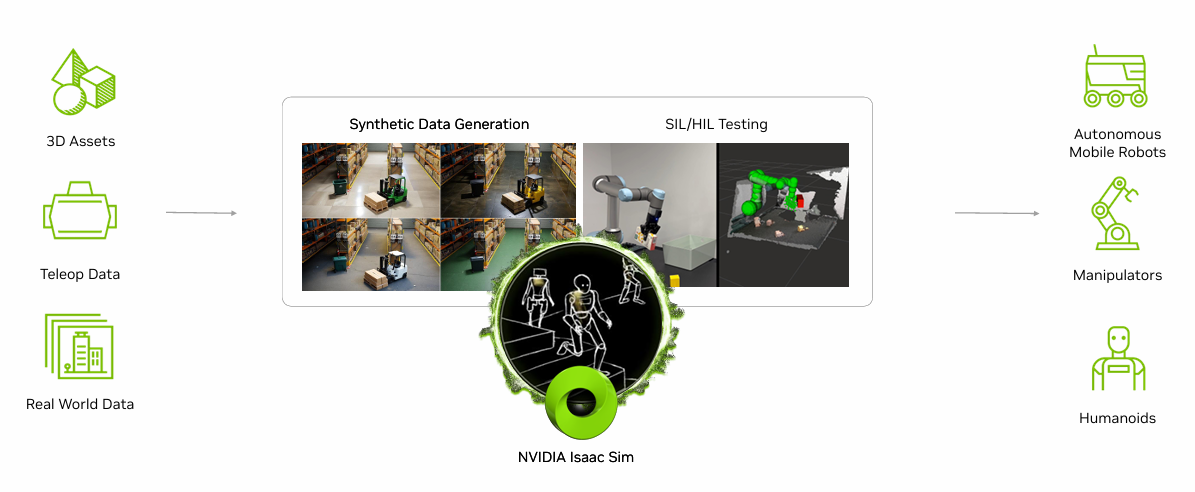 3D Assets
Teleop Data
Real World Data
Synthetic Data Generation
SIL/HIL Testing
NVIDIA Isaac Sim
Autonomous
Mobile Robots
Manipulators
Humanoids